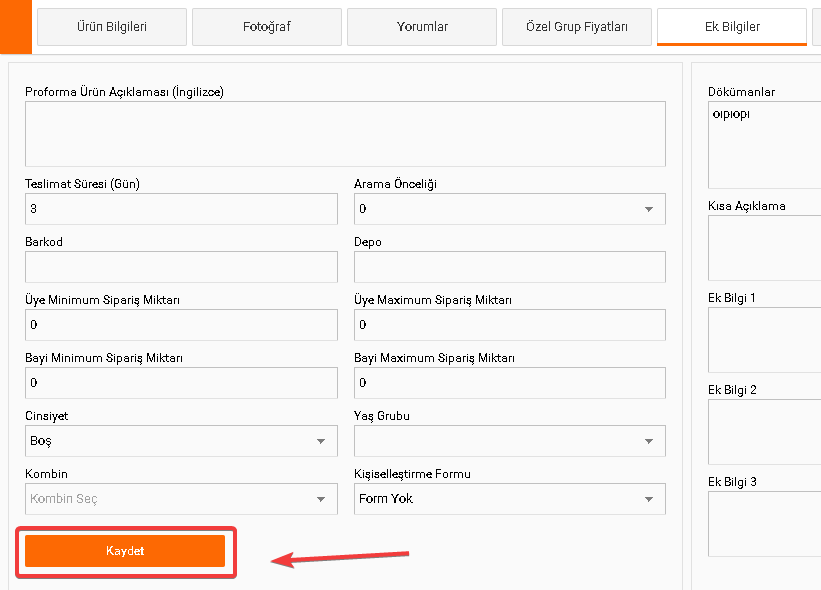 Ürün Bilgileri
Fotoğraf
Yorumlar
Özel Grup Fiyatları
Ek Bilgiler
Proforma Ürün Açıklaması (İngilizce)
Teslimat Süresi (Gün)
Arama Önceliği
3
0
Barkod
Depo
Üye Minimum Sipariş Miktarı
Üye Maximum Sipariş Miktarı
0
0
Bayi Minimum Sipariş Miktarı
Bayi Maximum Sipariş Miktarı
0
0
Cinsiyet
Yaş Grubu
Boş
Kombin
Kişiselleştirme Formu
Kombin Seç
Form Yok
Kaydet
Dökümanlar
oıpıopı
Kısa Açıklama
Ek Bilgi 1
Ek Bilgi 2
Ek Bilgi 3